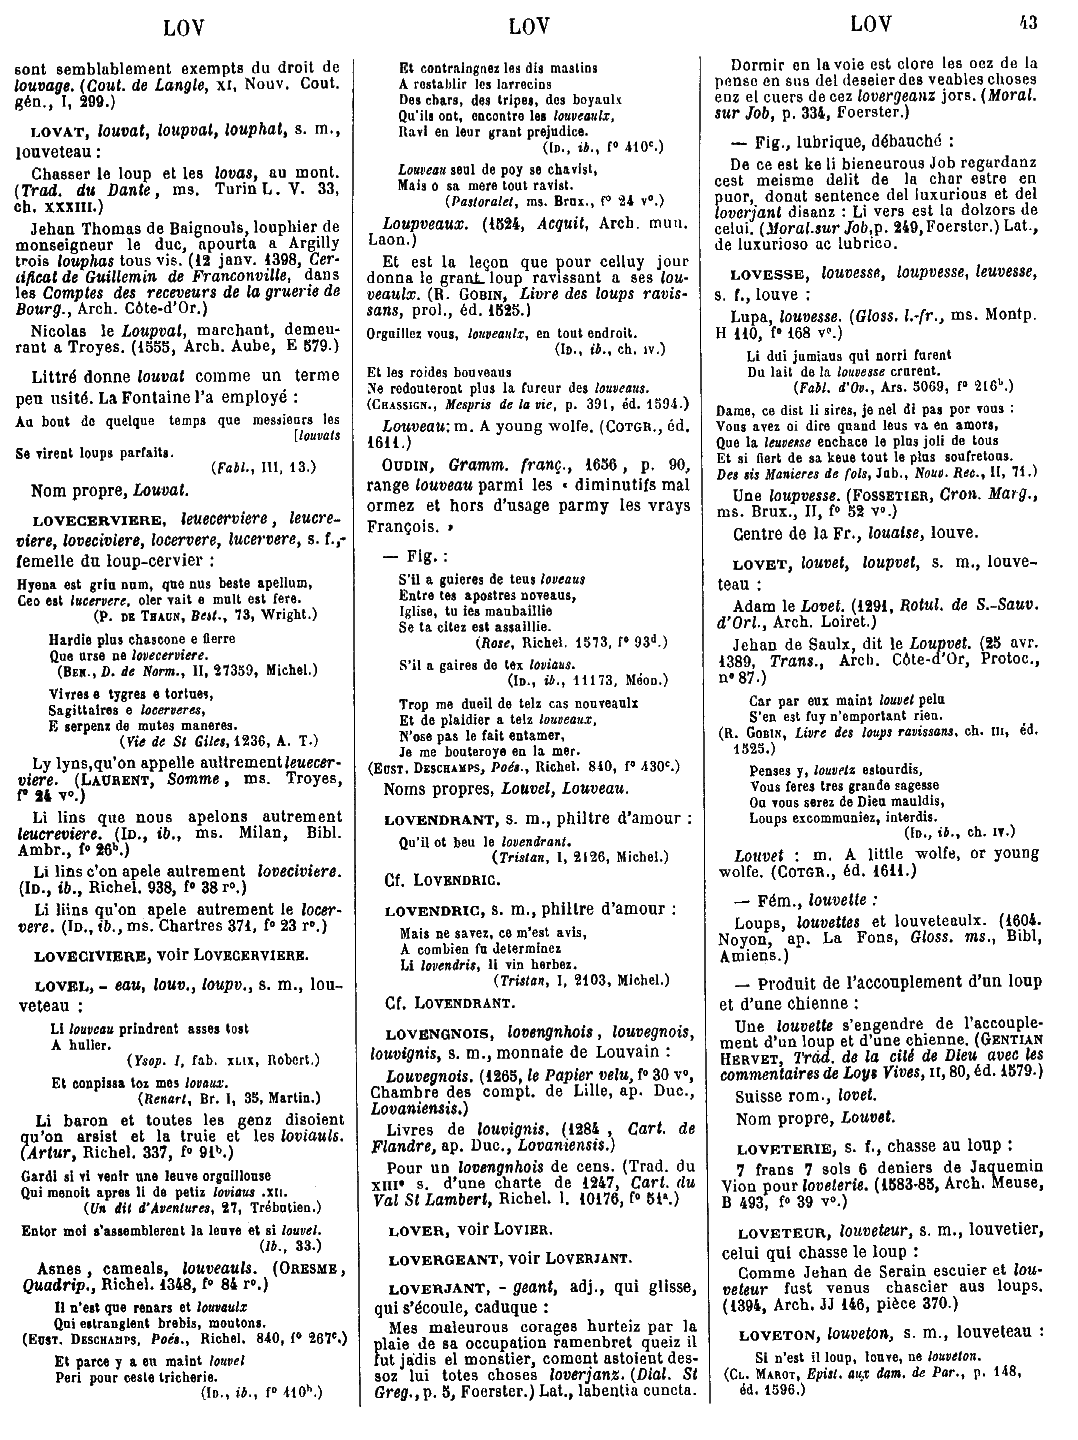 LOV
LOV
LOV
43
sont semblablement exempts du droit de
louvage. (Cout. de Langle, XI, Nouv. Cout.
gén., I, 299.)
LOVAT, louvat, loupvat, louphat, s. m.,
louveteau :
Chasser le loup et les lovas, au mont.
(Trad. du Dante, ms. Turin L. V. 33,
ch. XXXIII.)
Jehan Thomas de Baignouls, louphier de
monseigneur le duc, apourta a Argilly
trois louphas tous vis. (12 janv. 1398, Cer-
tificat de Guillemin de Franconville, dans
les Comptes des receveurs de la gruerie de
Bourg., Arch. Côte-d'Or.)
Nicolas le Loupvat, marchant, demeu-
rant a Troyes. (1555, Arch. Aube, E 579.)
Littré donne louvat comme un terme
peu usité. La Fontaine l'a employé :
Au bout de quelque temps que messieurs les
[louvats
Se virent loups parfaits.
(Fabl., III, 13.)
Nom propre, Louvat.
LOVECERVIERE, leuecerviere, leucre-
viere, loveciviere, locervere, lucervere, s. f.,
femelle du loup-cervier :
Hyena est griu num, que nus beste apellum,
Ceo est lucervere, oler vait e mult est fere.
(P. DE THAUN, Best., 73, Wright.)
Hardie plus chascone e fierre
Que urse ne lovecerviere.
(BEN., D. de Norm., II, 27359, Michel.)
Vivres e tygres e tortues,
Sagittaires e locerveres,
E serpenz de mutes maneres.
(Vie de St Giles, 1236, A. T.)
Ly lyns, qu'on appelle aultrement leuecer-
viere. (LAURENT, Somme, ms. Troyes,
f° 24 v°.)
Li lins que nous apelons autrement
leucreviere. (ID., ib., ms. Milan, Bibl.
Ambr., f° 26b.)
Li lins c'on apele autrement loveciviere.
(ID., ib., Richel. 938, f° 38 r°.)
Li liins qu'on apele autrement le locer-
vere. (ID., ib., ms. Chartres 371, f° 23 r°.)
LOVECIVIERE, voir LOVECERVIERE.
LOVEL, - eau, louv., loupv., s. m., lou-
veteau :
Li louveau prindrent asses tost
A huller.
(Ysop. I, fab. XLIX, Robert.)
Et conpissa toz mes lovaux.
(Renart, Br. I, 35, Martin.)
Li baron et toutes les genz disoient
qu'on arsist et la truie et les loviauls.
(Artur, Richel. 337, f° 91b.)
Gardi si vi venir une leuve orguillouse
Qui menoit apres li de petiz loviaus .XII.
(Un dit d'Aventures, 27, Trébutien.)
Entor moi s'assemblerent la leuve et si louvel.
(Ib., 33.)
Asnes, cameals, louveauls. (ORESME,
Quadrip., Richel. 1348, f° 84 r°.)
Il n'est que renars et louvaulx
Qui estranglent brebis, moutons.
(EUST. DESCHAMPS, Poés., Richel. 840, f° 267c.)
Et parce y a eu maint louvel
Peri pour ceste tricherie.
(ID., ib., f° 410b.)
Et contraingnez les dis mastins
A restablir les larrecins
Des chars, des tripes, des boyaulx
Qu'ils ont, encontre les louveaulx,
Ravi en leur grant prejudice.
(ID., ib., f° 410c.)
Louveau seul de poy se chavist,
Mais o sa mere tout ravist.
(Pastoralet, ms. Brux., f° 24 v°.)
Loupveaux. (1524, Acquit, Arch. mun.
Laon.)
Et est la leçon que pour celluy jour
donna le grant loup ravissant a ses lou-
veaulx. (R. GOBIN, Livre des loups ravis-
sans, prol., éd. 1525.)
Orguillez vous, louveaulx, en tout endroit.
(ID., ib., ch. IV.)
Et les roides bouveaus
Ne redouteront plus la fureur des louveaus.
(CHASSIGN., Mespris de la vie, p. 391, éd. 1594.)
Louveau: m. A young wolfe. (COTGR., éd.
1611.)
OUDIN, Gramm. franç., 1656, p. 90,
range louveau parmi les « diminutifs mal
ormez et hors d'usage parmy les vrays
François. »
— Fig. :
S'il a guieres de teus loveaus
Entre tes apostres noveaus,
Iglise, tu ies maubaillie
Se ta citez est assaillie.
(Rose, Richel. 1573, f° 93d.)
S'il a gaires de tex loviaus.
(ID., ib., 11173, Méon.)
Trop me dueil de telz cas nouveaulx
Et de plaidier a telz louveaux,
N'ose pas le fait entamer,
Je me bouteroye en la mer.
(EUST. DESCHAMPS, Poés., Richel. 840, f° 430c.)
Noms propres, Louvel, Louveau.
LOVENDRANT, s. m., philtre d'amour :
Qu'il ot beu le lovendrant.
(Tristan, I, 2126, Michel.)
Cf. LOVENDRIC.
LOVENDRIC, s. m., philtre d'amour :
Mais ne savez, ce m'est avis,
A combien fu determinez
Li lovendris, li vin herbez.
(Tristan, I, 2103, Michel.)
Cf. LOVENDRANT.
LOVENGNOIS, lovengnhois, louvegnois,
louvignis, s. m., monnaie de Louvain :
Louvegnois. (1265, le Papier velu, f° 30 v°,
Chambre des compt. de Lille, ap. Duc.,
Lovaniensis.)
Livres de louvignis. (1284, Cart. de
Flandre, ap. Duc., Lovaniensis.)
Pour un lovengnhois de cens. (Trad. du
XIIIe s. d'une charte de 1247, Cart. du
Val St Lambert, Richel. l. 10176, f° 51a.)
LOVER, voir LOVIER.
LOVERGEANT, voir LOVERJANT.
LOVERJANT, - geant, adj., qui glisse,
qui s'écoule, caduque :
Mes maleurous corages hurteiz par la
plaie de sa occupation ramenbret queiz il
fut jadis el monstier, coment astoient des-
soz lui totes choses loverjanz. (Dial. St
Greg., p. 5, Foerster.) Lat., labentia cuncta.
Dormir en la voie est clore les oez de la
pense en sus del deseier des veables choses
enz el cuers de cez lovergeanz jors. (Moral.
sur Job, p. 334, Foerster.)
— Fig., lubrique, débauché :
De ce est ke li bieneurous Job regardanz
cest meisme delit de la char estre en
puor, donat sentence del luxurious et del
loverjant disanz : Li vers est la dolzors de
celui. (Moral. sur Job, p. 249, Foerster.) Lat.,
de luxurioso ac lubrico.
LOVESSE, louvesse, loupvesse, leuvesse,
s. f., louve :
Lupa, louvesse. (Gloss. l.-fr., ms. Montp.
H 110, f° 168 v°.)
Li dui jumiaus qui norri furent
Du lait de la louvesse crurent.
(Fabl. d'Ov., Ars. 5069, f° 216b.)
Dame, ce dist li sires, je nel di pas por vous :
Vous avez oi dire quand leus va en amors,
Que la leuvesse enchace le plus joli de tous
Et si fiert de sa keue tout le plus soufretous.
Des sis Manieres de fols, Jub., Nouv. Rec., II, 71.)
Une loupvesse. (FOSSETIER, Cron. Marg.,
ms. Brux., II, f° 52 v°.)
Centre de la Fr., louaise, louve.
LOVET, louvet, loupvet, s. m., louve-
teau :
Adam le Lovet. (1291, Rotul. de S.-Sauv.
d'Orl., Arch. Loiret.)
Jehan de Saulx, dit le Loupvet. (25 avr.
1389, Trans., Arch. Côte-d'Or, Protoc.,
n° 87.)
Car par eux maint louvet pelu
S'en est fuy n'emportant rien.
(R. GOBIN, Livre des loups ravissans, ch. III, éd.
1525.)
Penses y, louvetz estourdis,
Vous feres tres grande sagesse
Ou vous serez de Dieu mauldis,
Loups excommuniez, interdis.
(ID., ib., ch. IV.)
Louvet : m. A little wolfe, or young
wolfe. (COTGR., éd. 1611.)
— Fém., louvette :
Loups, louvettes et louveteaulx. (1604.
Noyon, ap. La Fons, Gloss. ms., Bibl,
Amiens.)
— Produit de l'accouplement d'un loup
et d'une chienne :
Une louvette s'engendre de l'accouple-
ment d'un loup et d'une chienne. (GENTIAN
HERVET, Trad. de la cité de Dieu avec les
commentaires de Loys Vives, II, 80, éd. 1579.)
Suisse rom., lovet.
Nom propre, Louvet.
LOVETERIE, s. f., chasse au loup :
7 frans 7 sols 6 deniers de Jaquemin
Vion pour loveterie. (1583-85, Arch. Meuse,
B 493, f° 39 v°.)
LOVETEUR, louveteur, s. m., louvetier,
celui qui chasse le loup :
Comme Jehan de Serain escuier et lou-
veteur fust venus chascier aus loups.
(1394, Arch. JJ 146, pièce 370.)
LOVETON, louveton, s. m., louveteau :
Si n'est il loup, louve, ne louveton.
(CL. MAROT, Epist. aux dam. de Par., p. 148,
éd. 1596.)